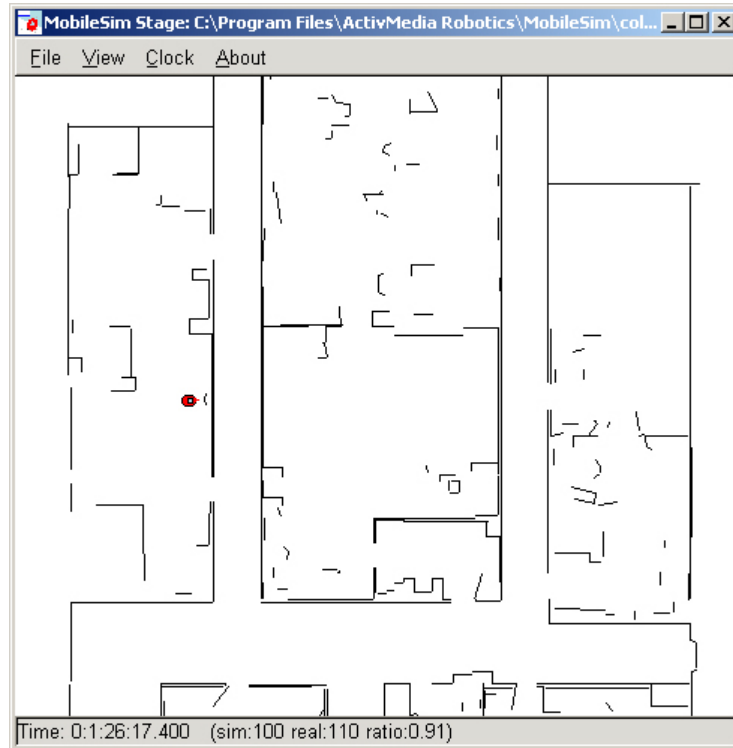 MobileSim Stage: C:\Program Files\ActivMedia Robotics\MobileSim\col...
File View Clock About
Time: 0:1:26:17.400 (sim:100 real:110 ratio:0.91)